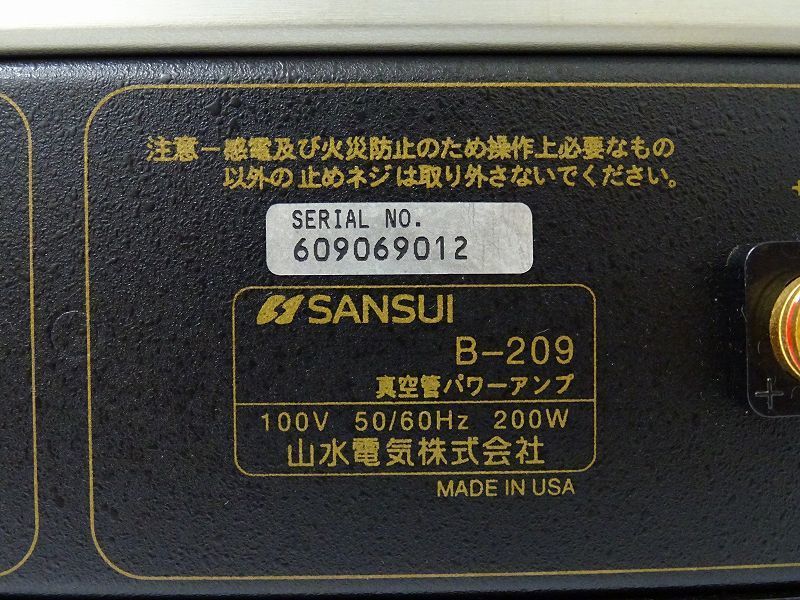 注意－感電及び火災防止のため操作上必要なもの
以外の止めネジは取り外さないでください。
SERIAL NO.
609069012
SANSUI
B-209
真空管パワーアンプ
100V 50/60Hz 200W
山水電気株式会社
MADE IN USA
+